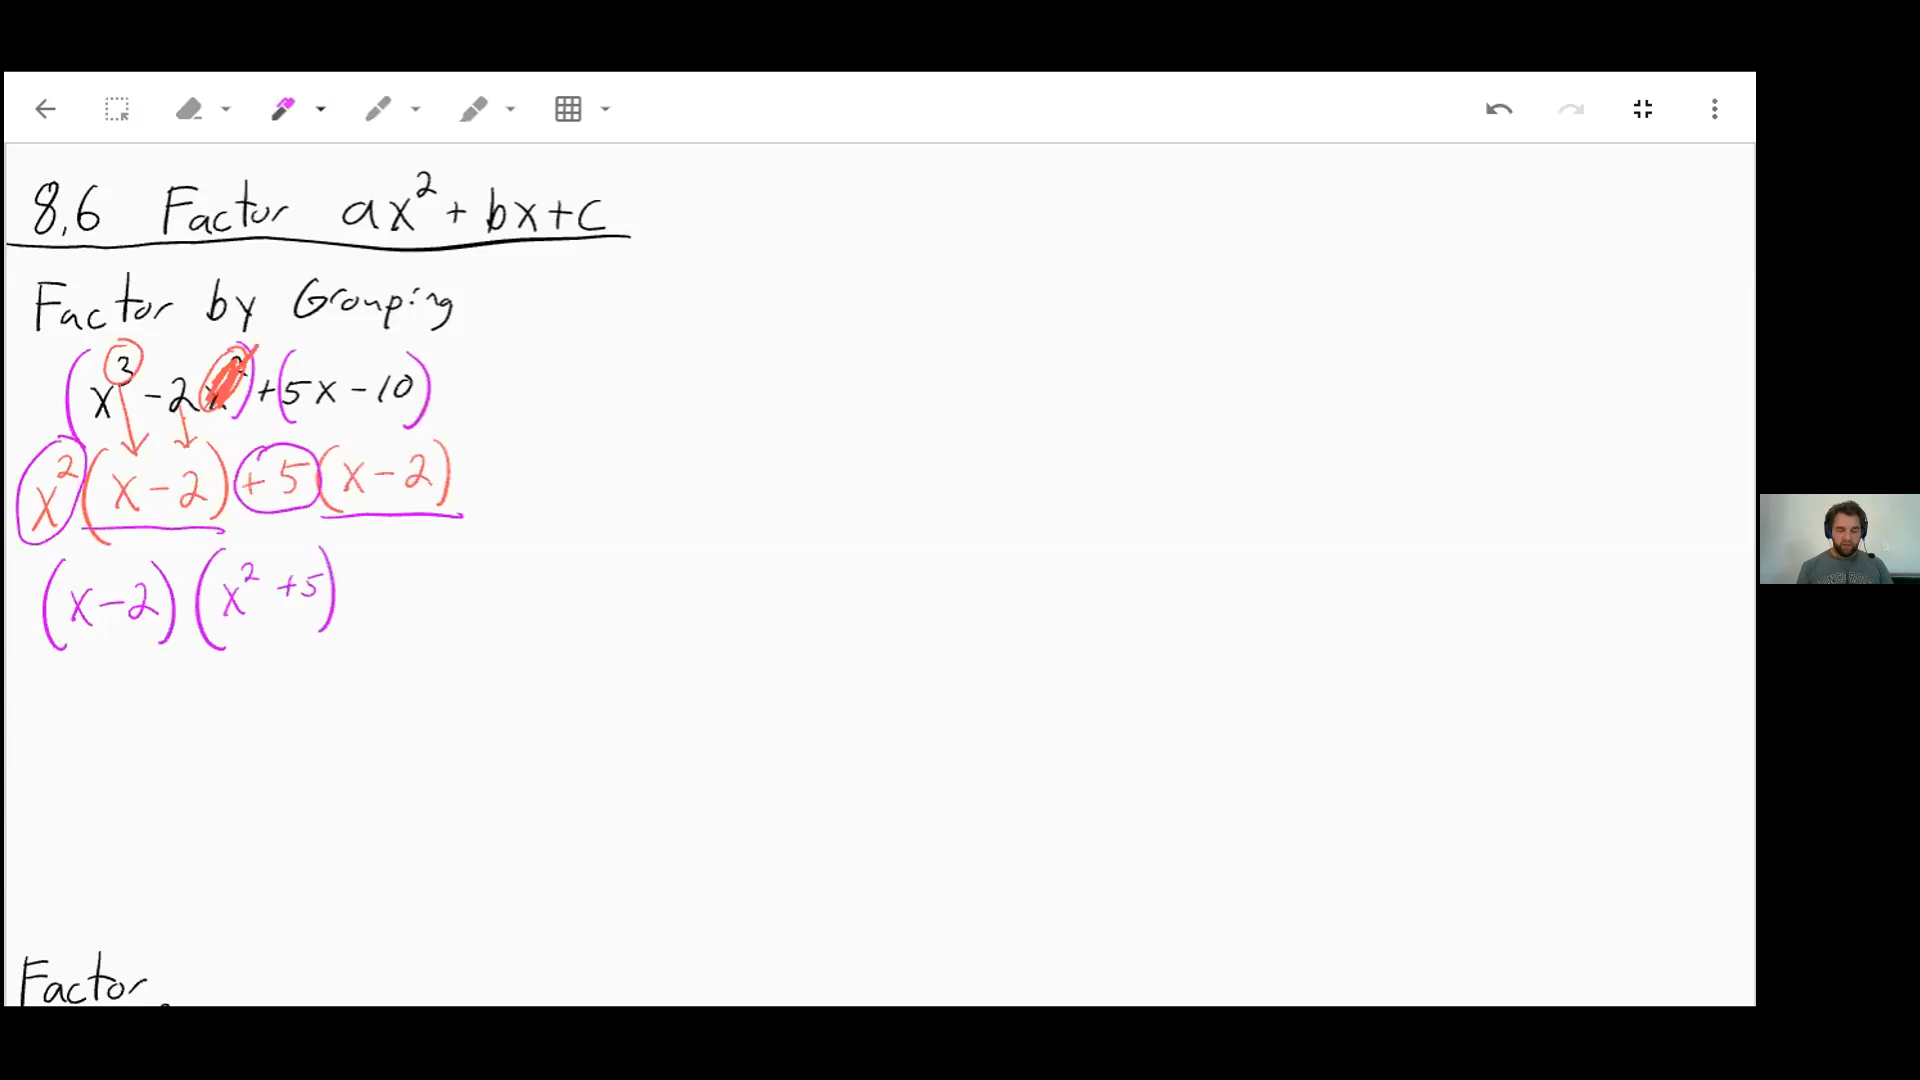 8.6 Factor ax² + bx + c
Factor by Grouping
(x³ - 2x²) + (5x - 10)
x²(x - 2) + 5(x - 2)
(x - 2)(x² + 5)
Factor